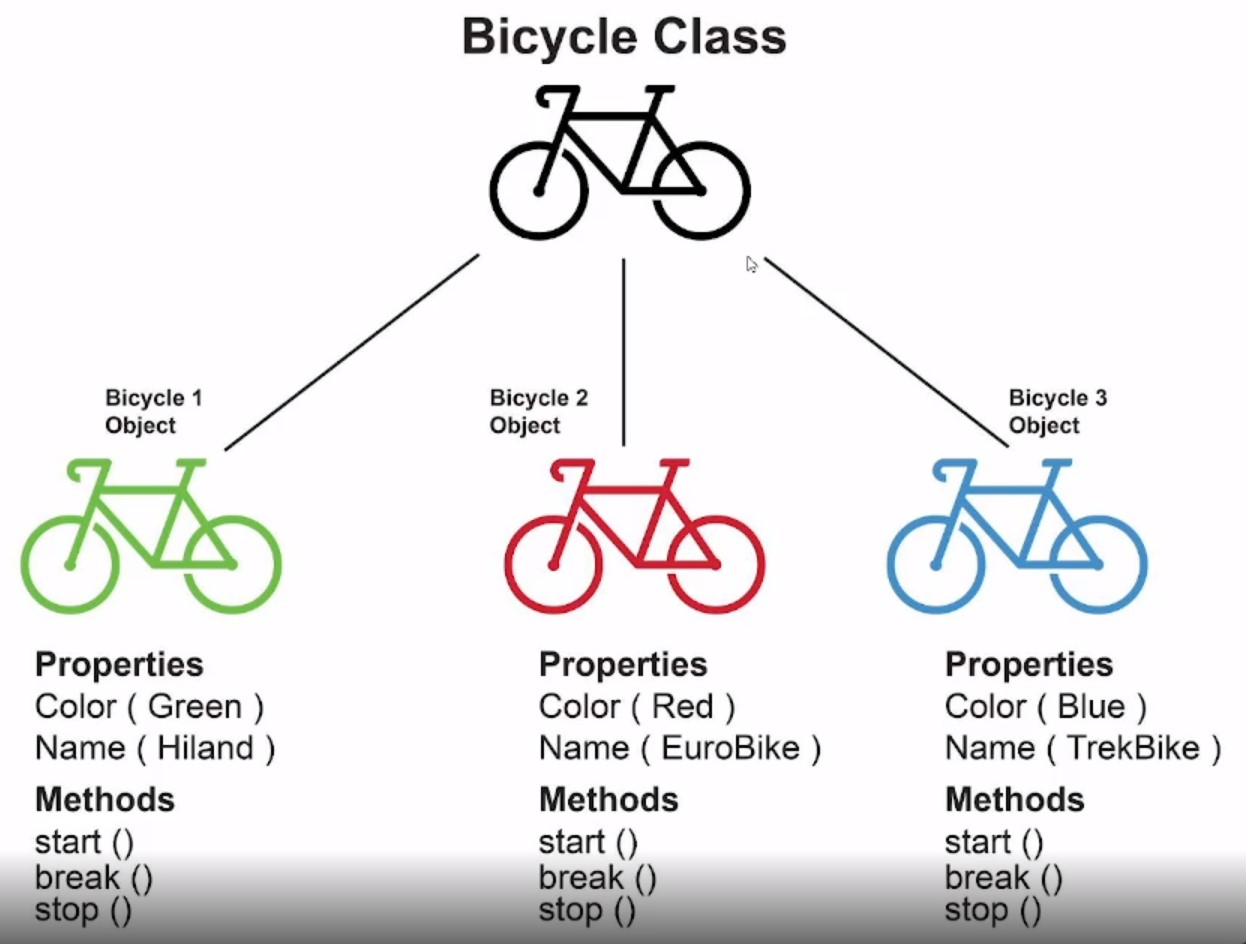 Bicycle Class
Bicycle 1
Object
Bicycle 2
Object
Bicycle 3
Object
Properties
Color ( Green )
Name ( Hiland )
Methods
start ()
break ()
stop ()
Properties
Color ( Red )
Name ( EuroBike )
Methods
start ()
break ()
stop ()
Properties
Color ( Blue )
Name ( TrekBike )
Methods
start ()
break ()
stop ()